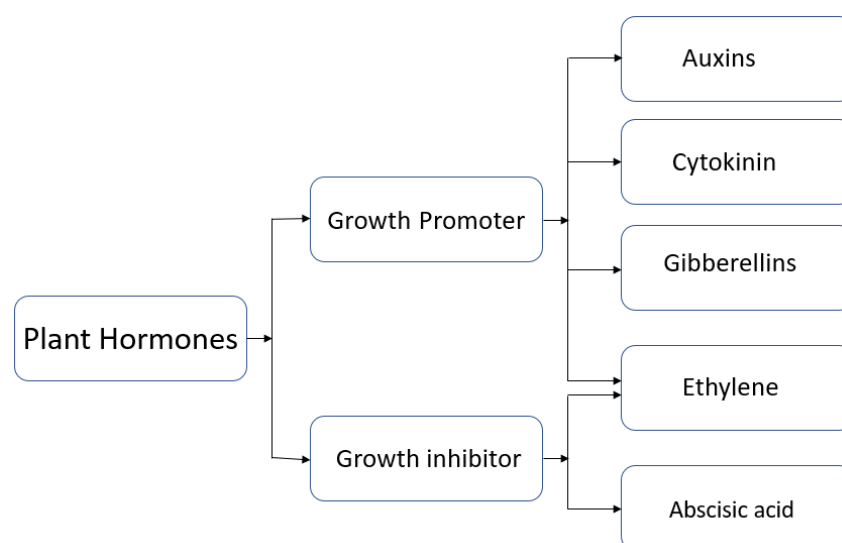 Plant Hormones
Growth Promoter
Growth inhibitor
Auxins
Cytokinin
Gibberellins
Ethylene
Abscisic acid